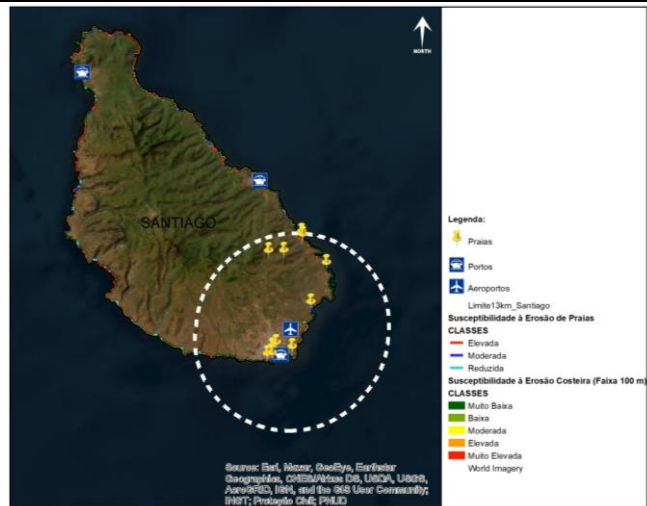 NORTH
SANTIAGO
Legenda:
Praias
Portos
Aeroportos
Limite13km_Santiago
Susceptibilidade à Erosão de Praias
CLASSES
Elevada
Moderada
Reduzida
Susceptibilidade à Erosão Costeira (Faixa 100 m)
CLASSES
Muito Baixa
Baixa
Moderada
Elevada
Muito Elevada
World Imagery
Source: Esri, Maxar, GeoEye, Earthstar
Geographics, CNES/Airbus DS, USDA, USGS,
AeroGRID, IGN, and the GIS User Community;
INGT; Proteção Civil; PNUD